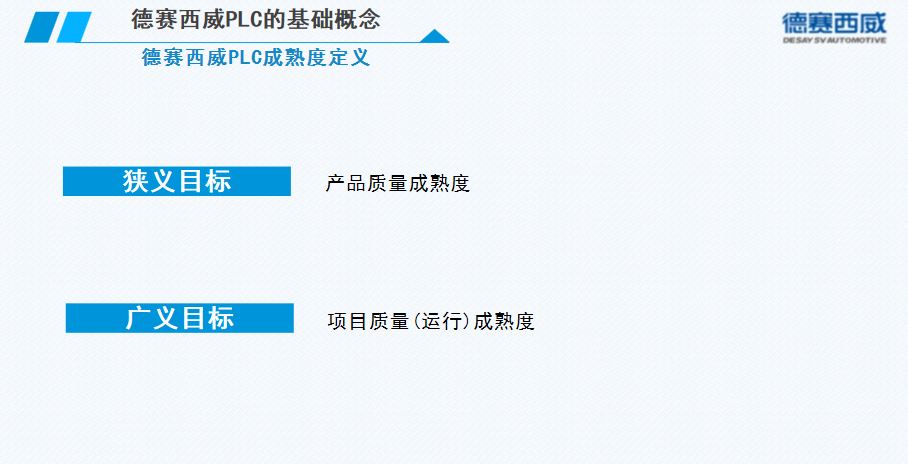 德赛西威PLC的基础概念
德赛西威
DESAY SV AUTOMOTIVE
德赛西威PLC成熟度定义
狭义目标
产品质量成熟度
广义目标
项目质量(运行)成熟度